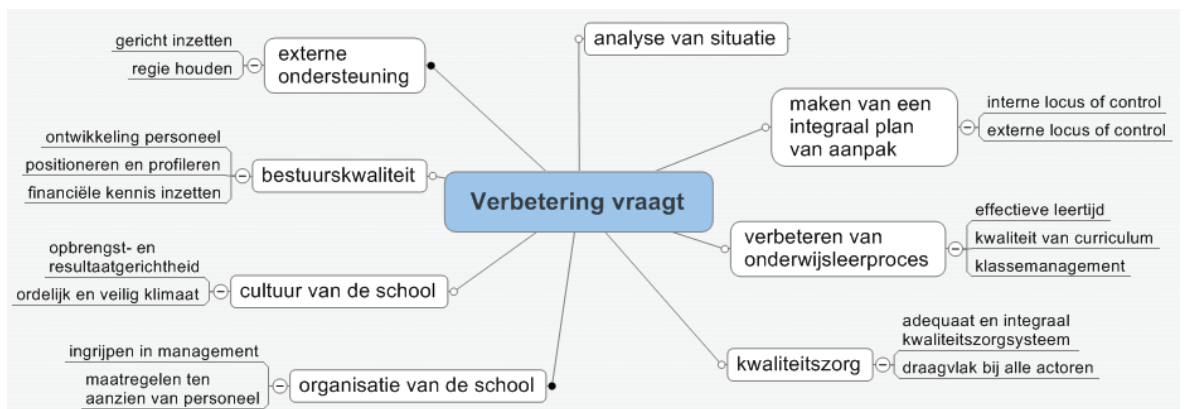 Verbetering vraagt
analyse van situatie
maken van een
integraal plan
van aanpak
interne locus of control
externe locus of control
verbeteren van
onderwijsleerproces
effectieve leertijd
kwaliteit van curriculum
klassemanagement
kwaliteitszorg
adequaat en integraal
kwaliteitszorgsysteem
draagvlak bij alle actoren
organisatie van de school
ingrijpen in management
maatregelen ten
aanzien van personeel
cultuur van de school
opbrengst- en
resultaatgerichtheid
ordelijk en veilig klimaat
bestuurskwaliteit
ontwikkeling personeel
positioneren en profileren
financiële kennis inzetten
externe
ondersteuning
gericht inzetten
regie houden